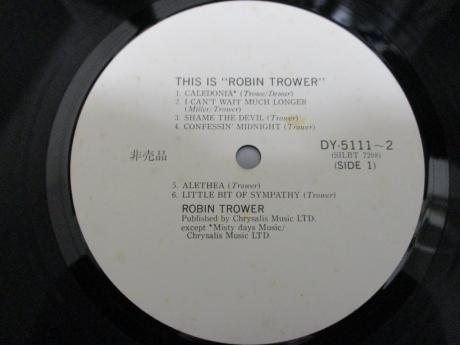 THIS IS "ROBIN TROWER"
1. CALEDONIA* (Trowe/Dewar)
2. I CAN'T WAIT MUCH LONGER
(Miller/Trower)
3. SHAME THE DEVIL (Trower)
4. CONFESSIN' MIDNIGHT (Trower)
非売品
DY-5111~2
(SILBT 7208)
(SIDE 1)
5. ALETHEA (Trower)
6. LITTLE BIT OF SYMPATHY (Trower)
ROBIN TROWER
Published by Chrysalis Music LTD.
except *Misty days Music/
Chrysalis Music LTD.